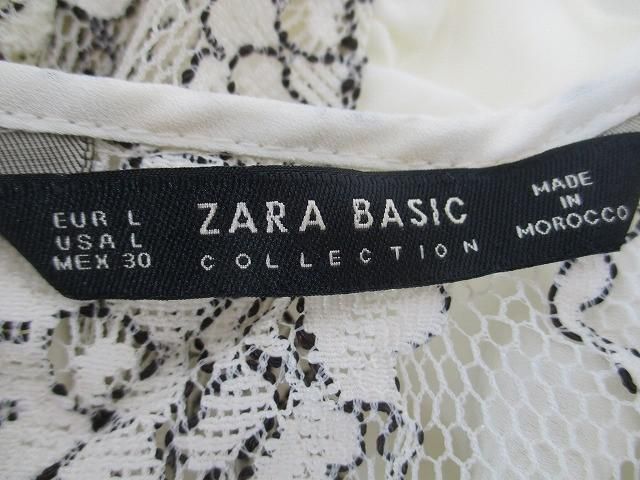 EUR L
USA L
MEX 30
ZARA BASIC
COLLECTION
MADE
IN
MOROCCO